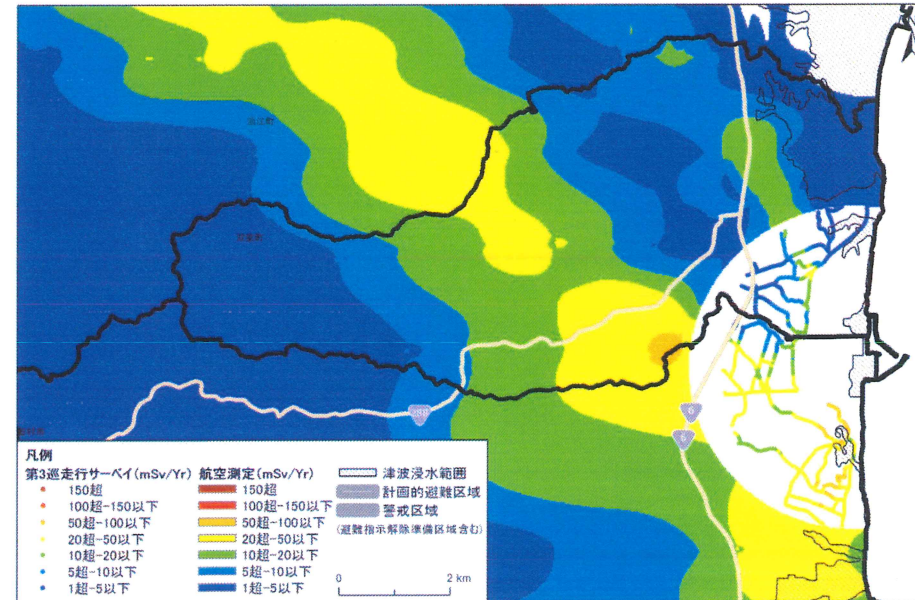 浪江町
双葉町
288
6
6
凡例
第3巡走行サーベイ(mSv/Yr) 航空測定(mSv/Yr)
150超 150超 津波浸水範囲
100超-150以下 100超-150以下 計画的避難区域
50超-100以下 50超-100以下 警戒区域
20超-50以下 20超-50以下 (避難指示解除準備区域含む)
10超-20以下 10超-20以下
5超-10以下 5超-10以下
1超-5以下 1超-5以下
0 2 km